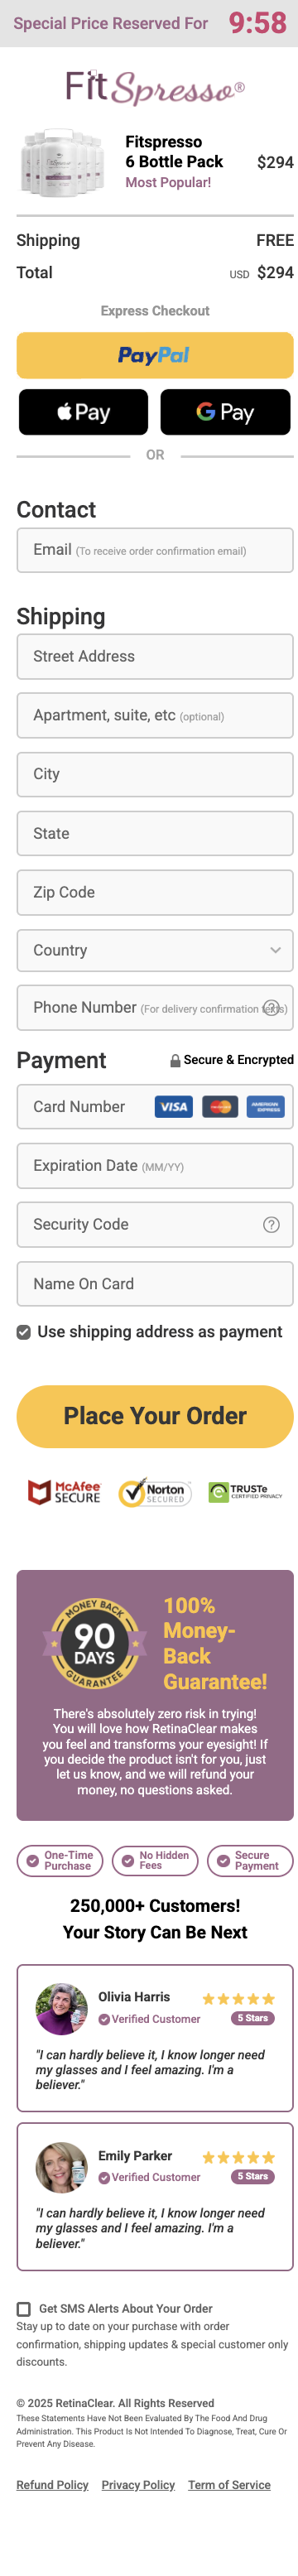 Special Price Reserved For 9:58
FitSpresso®
Fitspresso
6 Bottle Pack
$294
Most Popular!
Shipping FREE
Total USD $294
Express Checkout
PayPal
Pay G Pay
OR
Contact
Email (To receive order confirmation email)
Shipping
Street Address
Apartment, suite, etc (optional)
City
State
Zip Code
Country
Phone Number (For delivery confirmation texts)
Payment Secure & Encrypted
Card Number VISA MasterCard AMERICAN EXPRESS
Expiration Date (MM/YY)
Security Code
Name On Card
Use shipping address as payment
Place Your Order
McAfee SECURE
Norton SECURED
TRUSTe CERTIFIED PRIVACY
MONEY BACK
90
DAYS
GUARANTEE
100%
Money-
Back
Guarantee!
There's absolutely zero risk in trying!
You will love how RetinaClear makes
you feel and transforms your eyesight! If
you decide the product isn't for you, just
let us know, and we will refund your
money, no questions asked.
One-Time
Purchase
No Hidden
Fees
Secure
Payment
250,000+ Customers!
Your Story Can Be Next
Olivia Harris
Verified Customer
5 Stars
"I can hardly believe it, I know longer need
my glasses and I feel amazing. I'm a
believer."
Emily Parker
Verified Customer
5 Stars
"I can hardly believe it, I know longer need
my glasses and I feel amazing. I'm a
believer."
Get SMS Alerts About Your Order
Stay up to date on your purchase with order
confirmation, shipping updates & special customer only
discounts.
© 2025 RetinaClear. All Rights Reserved
These Statements Have Not Been Evaluated By The Food And Drug
Administration. This Product Is Not Intended To Diagnose, Treat, Cure Or
Prevent Any Disease.
Refund Policy Privacy Policy Term of Service